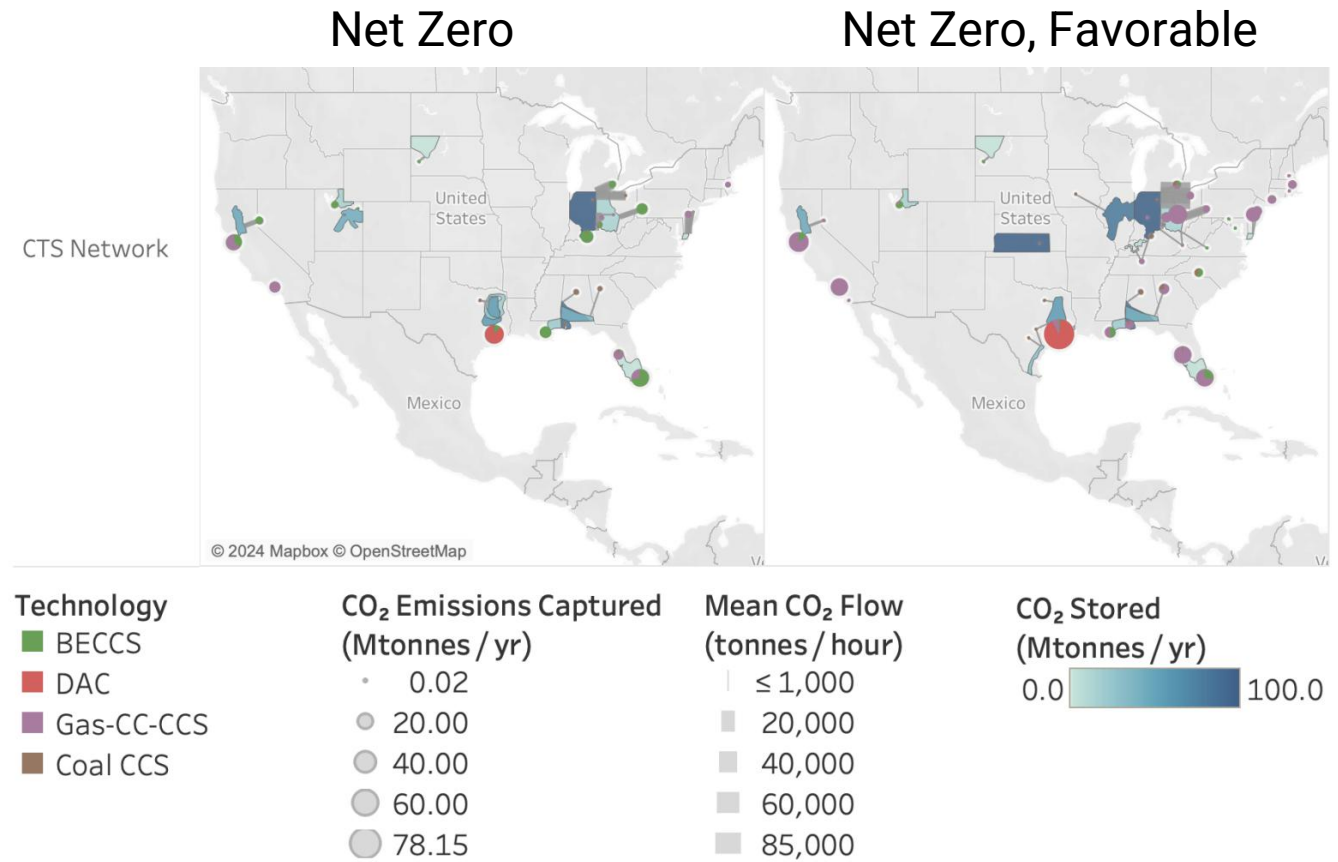 Net Zero
Net Zero, Favorable
CTS Network
United
States
Mexico
© 2024 Mapbox © OpenStreetMap
United
States
Mexico
Technology
BECCS
DAC
Gas-CC-CCS
Coal CCS
CO₂ Emissions Captured
(Mtonnes / yr)
0.02
20.00
40.00
60.00
78.15
Mean CO₂ Flow
(tonnes / hour)
≤ 1,000
20,000
40,000
60,000
85,000
CO₂ Stored
(Mtonnes / yr)
0.0
100.0